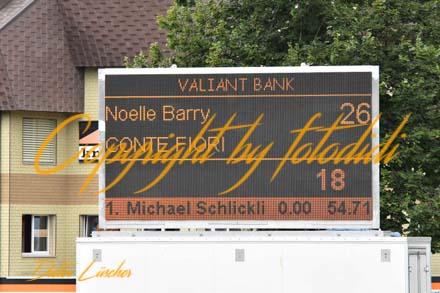 VALIANT BANK
Noelle Barry 26
CONTE FIORI
18
1. Michael Schlickli 0.00 54.71
Copyright by fotodidi
Lüscher